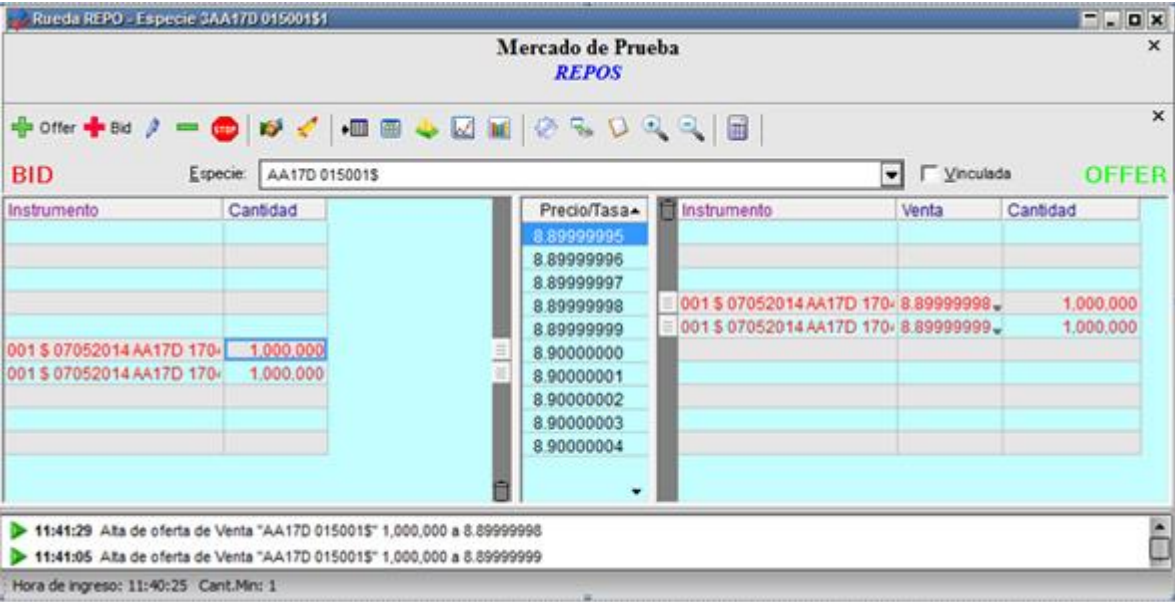 Rueda REPO - Especie 3AA17D 015001$1
Mercado de Prueba
REPOS
Offer Bid STOP
BID Especie: AA17D 015001$ Vinculada OFFER
Instrumento Cantidad Precio/Tasa Instrumento Venta Cantidad
8.89999995
8.89999996
8.89999997
8.89999998 001 $ 07052014 AA17D 170 8.89999998 1,000,000
8.89999999 001 $ 07052014 AA17D 170 8.89999999 1,000,000
001 $ 07052014 AA17D 170 1,000,000 8.90000000
001 $ 07052014 AA17D 170 1,000,000 8.90000001
8.90000002
8.90000003
8.90000004
11:41:29 Alta de oferta de Venta "AA17D 015001$" 1,000,000 a 8.89999998
11:41:05 Alta de oferta de Venta "AA17D 015001$" 1,000,000 a 8.89999999
Hora de ingreso: 11:40:25 Cant.Min: 1